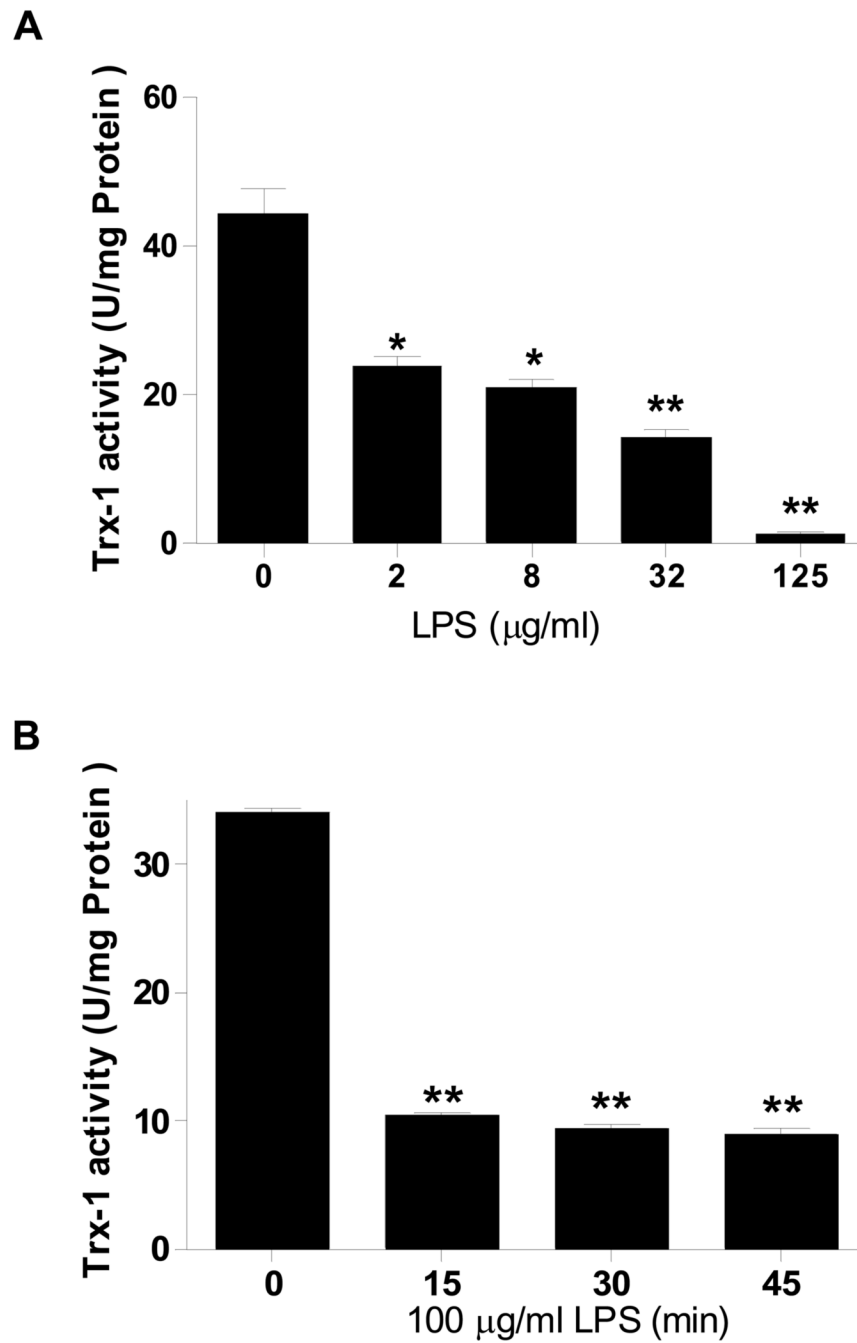 A
Trx-1 activity (U/mg Protein )
60
40
20
0
*
*
**
**
0 2 8 32 125
LPS (μg/ml)
B
Trx-1 activity (U/mg Protein )
30
20
10
0
**
**
**
0 15 30 45
100 μg/ml LPS (min)